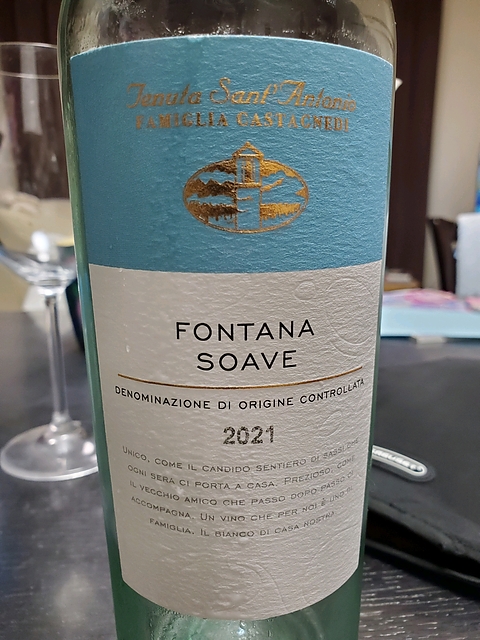 Tenuta Sant'Antonio
FAMIGLIA CASTAGNEDI
FONTANA
SOAVE
DENOMINAZIONE DI ORIGINE CONTROLLATA
2021
UNICO, COME IL CANDIDO SENTIERO DI SASSI CHE
OGNI SERA CI PORTA A CASA. PREZIOSO, COME
IL VECCHIO AMICO CHE PASSO DOPO PASSO
ACCOMPAGNA. UN VINO CHE PER NOI È UNO DI
FAMIGLIA. IL BIANCO DI CASA NOSTRA